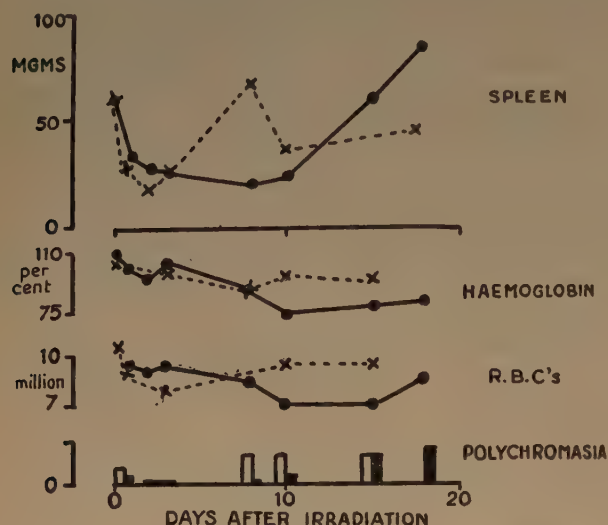 100
MGMS
SPLEEN
50
0
110
per
cent
HAEMOGLOBIN
75
10
million
R.B.C's
7
POLYCHROMASIA
1
0
0 10 20
DAYS AFTER IRRADIATION